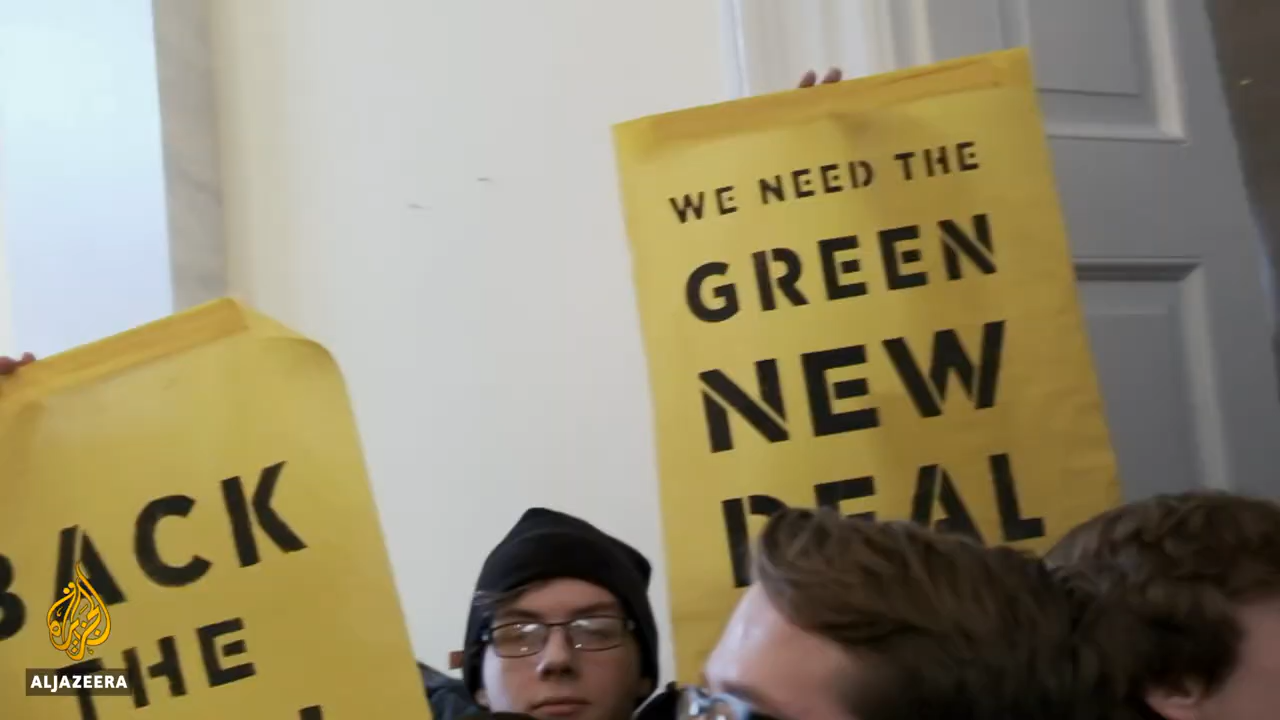 WE NEED THE
GREEN
NEW
DEAL
BACK
THE
ALJAZEERA